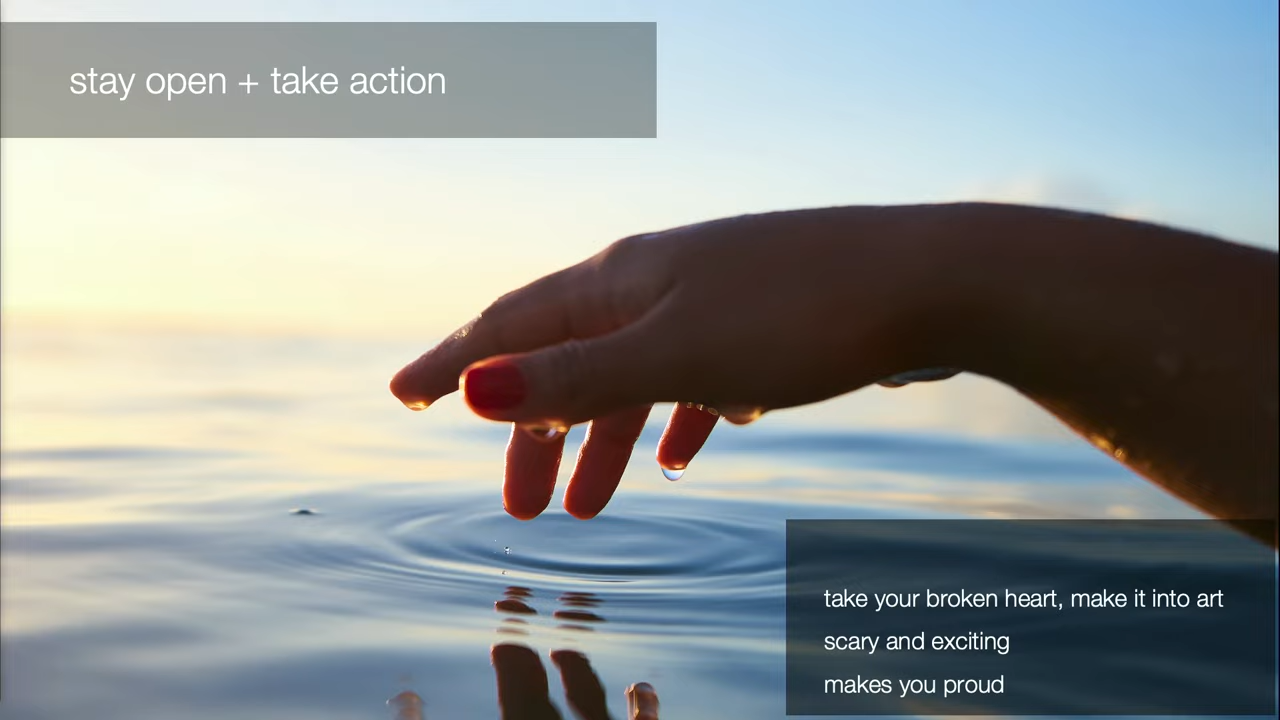 stay open + take action
take your broken heart, make it into art
scary and exciting
makes you proud